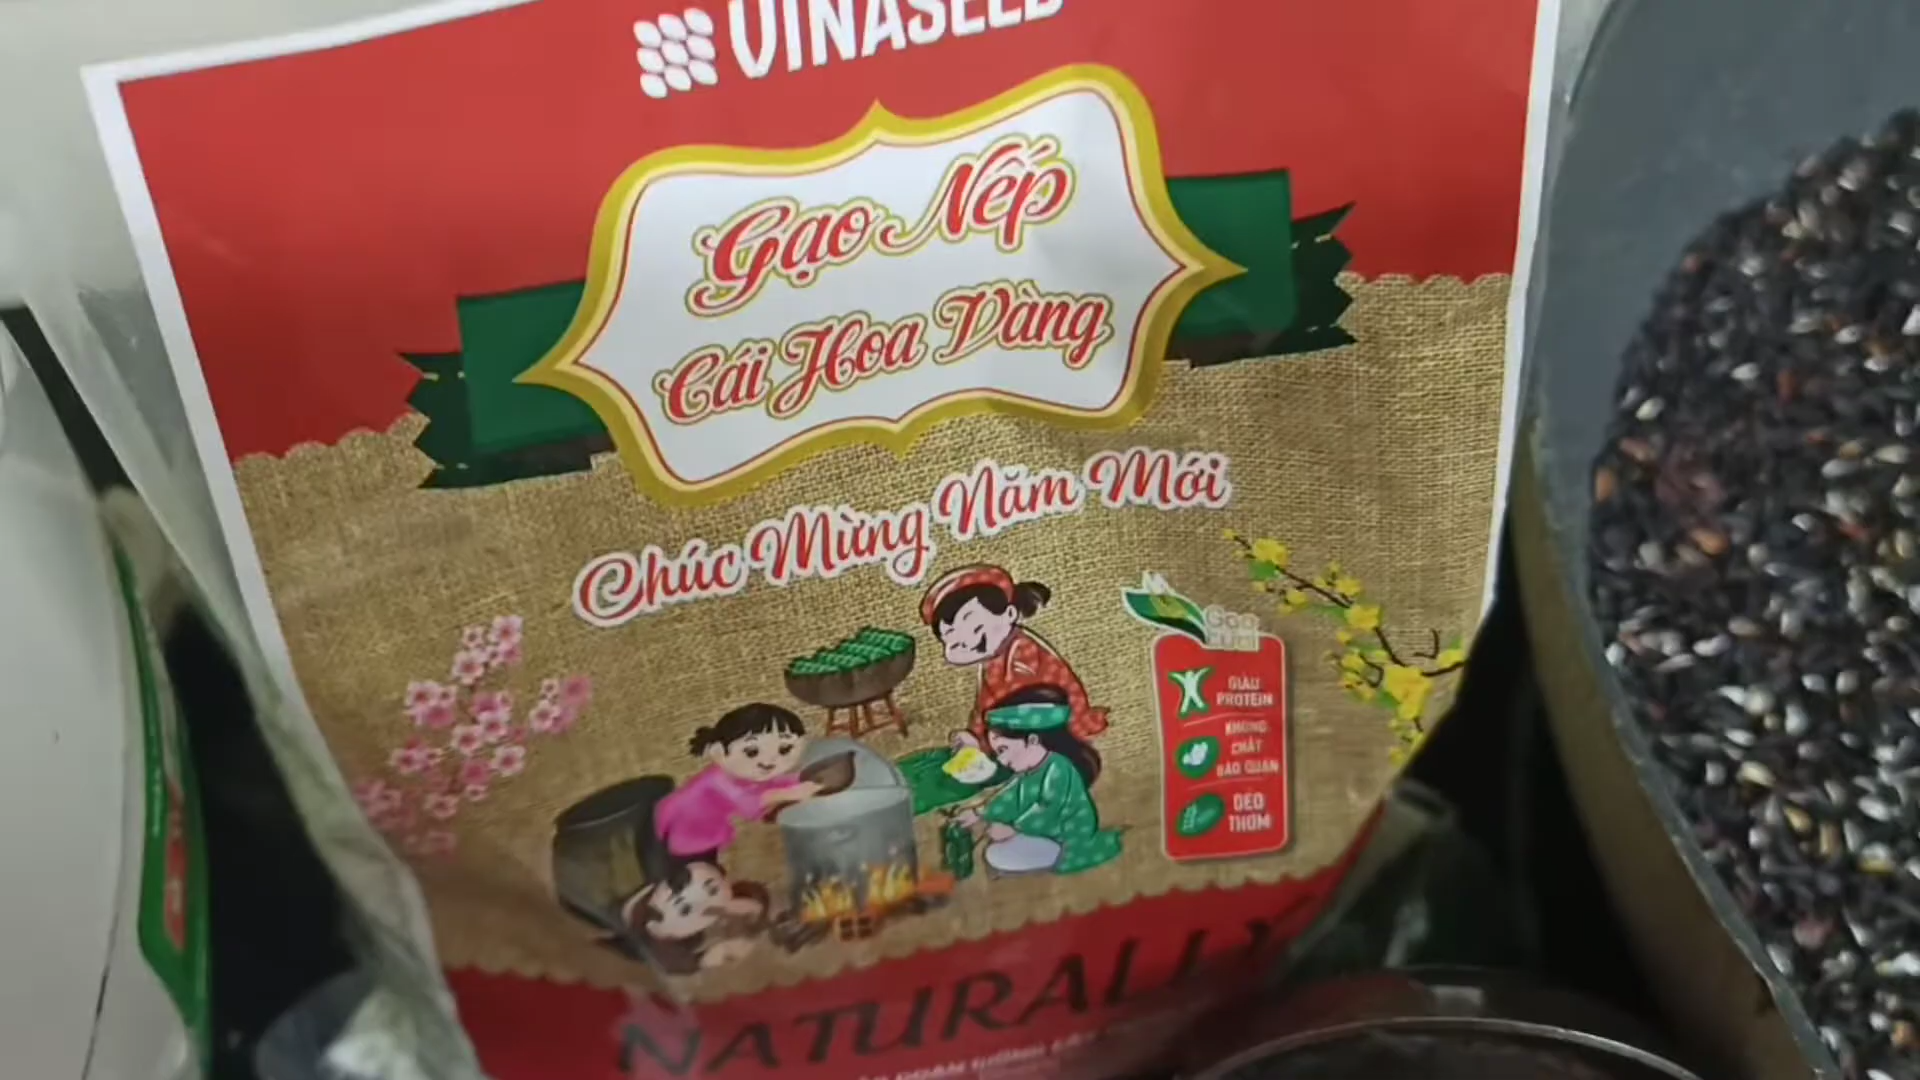 VINASEED
Gạo Nếp
Cái Hoa Vàng
Chúc Mừng Năm Mới
GIÀU
PROTEIN
KHÔNG
CHẤT
BẢO QUẢN
DẺO
THƠM
NATURALLY